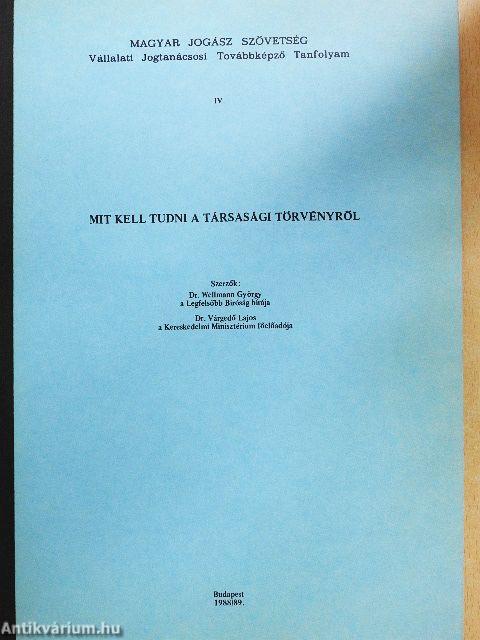 MAGYAR JOGÁSZ SZÖVETSÉG
Vállalati Jogtanácsosi Továbbképző Tanfolyam
IV
MIT KELL TUDNI A TÁRSASÁGI TÖRVÉNYRŐL
Szerzők:
Dr. Wellmann György
a Legfelsőbb Bíróság bírája
Dr. Várgedő Lajos
a Kereskedelmi Minisztérium főelőadója
Budapest
1988/89.
Antikvárium.hu